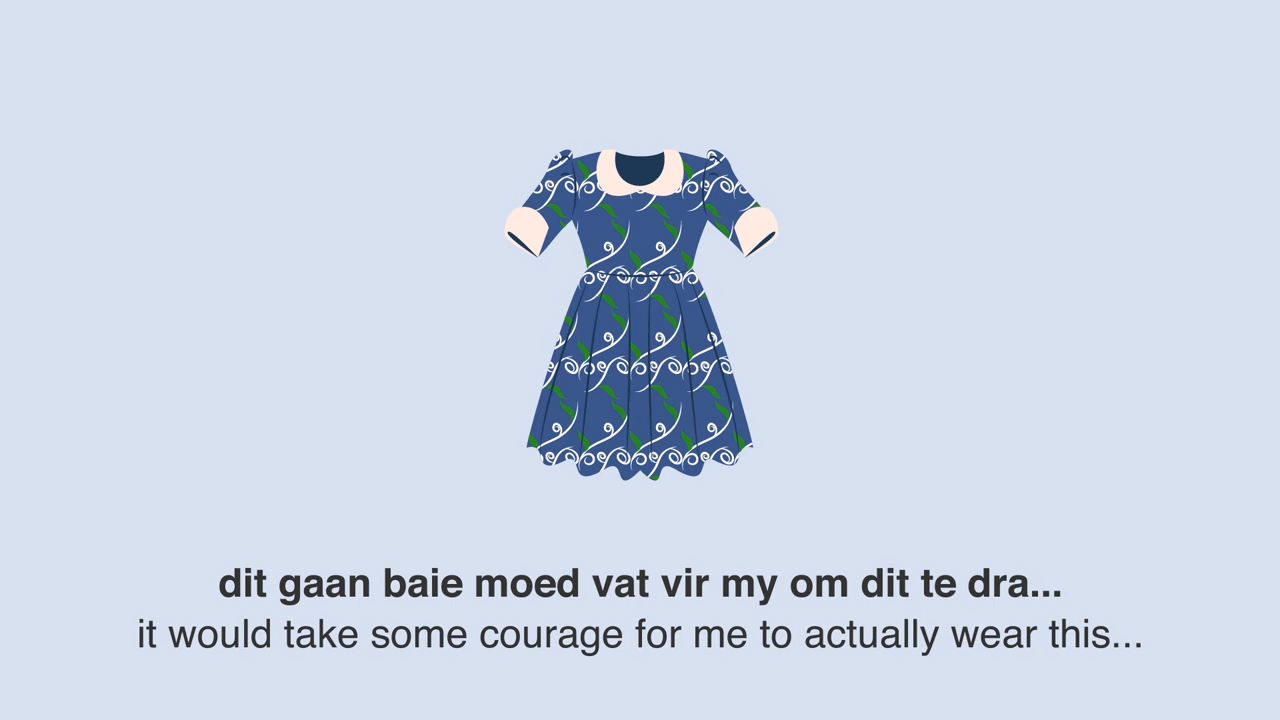 dit gaan baie moed vat vir my om dit te dra...
it would take some courage for me to actually wear this...